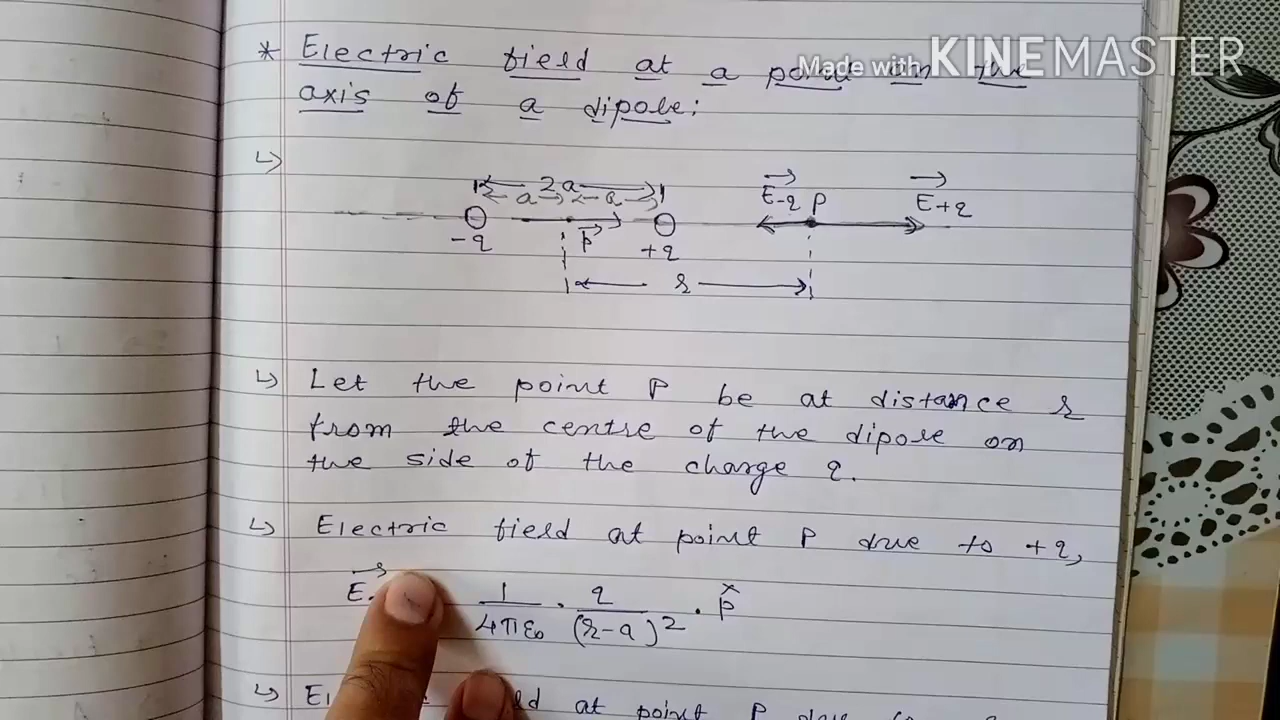 Made with KINEMASTER
* Electric field at a point on the
axis of a dipole:
↳
2a
a a
E-q P E+q
-q p +q
r
↳ Let the point P be at distance r
from the centre of the dipole on
the side of the charge q.
↳ Electric field at point P due to +q,
E 1/4πε₀ · q/(r-a)² · p̂
↳ field at point P due